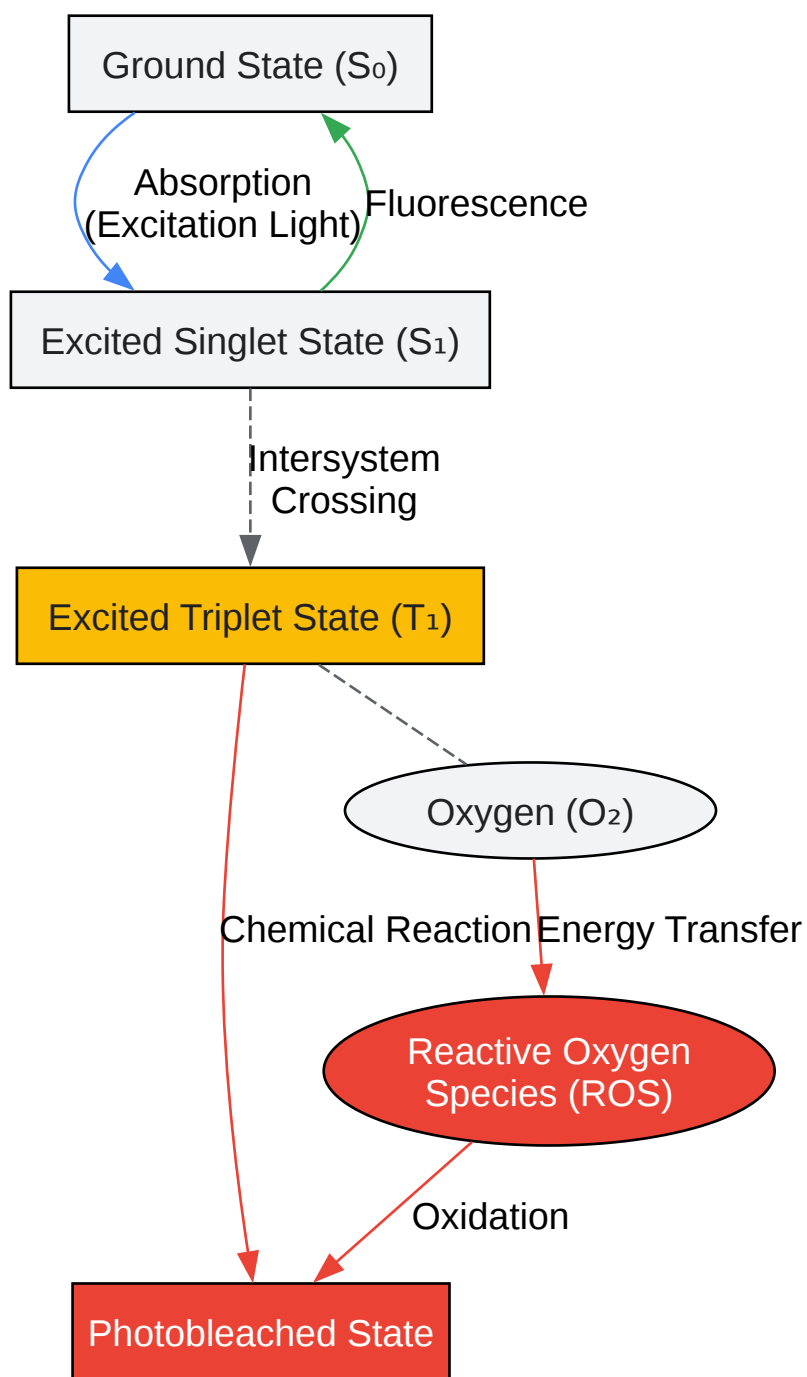 Ground State (S₀)
Absorption
(Excitation Light)
Fluorescence
Excited Singlet State (S₁)
Intersystem
Crossing
Excited Triplet State (T₁)
Oxygen (O₂)
Chemical Reaction
Energy Transfer
Reactive Oxygen
Species (ROS)
Oxidation
Photobleached State